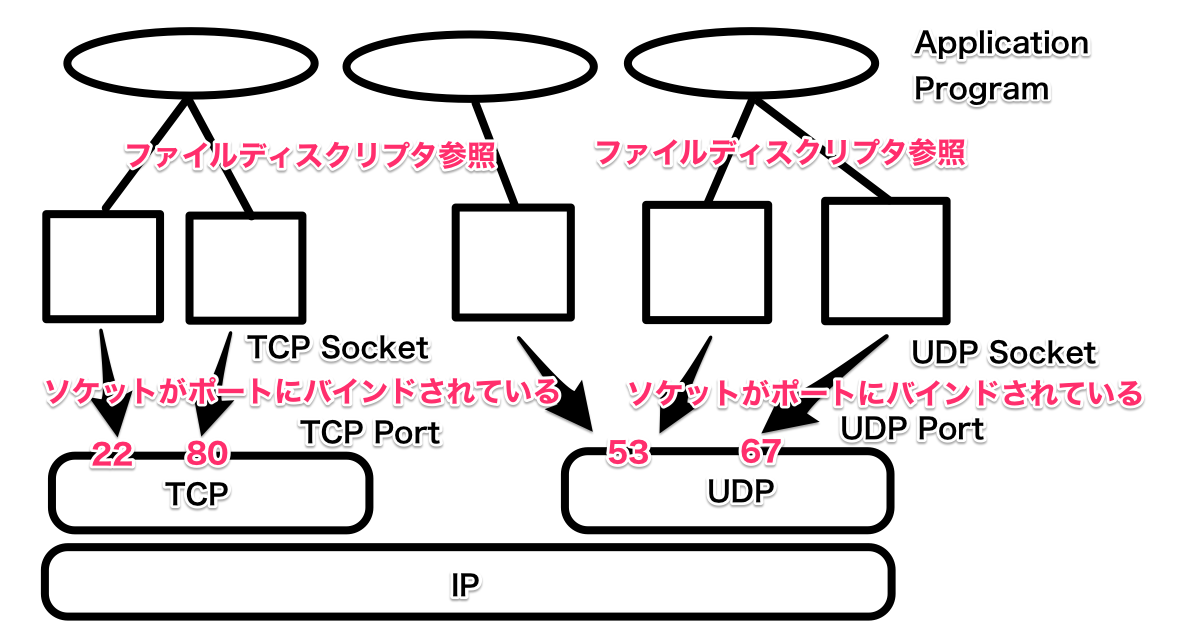 Application
Program
ファイルディスクリプタ参照
ファイルディスクリプタ参照
TCP Socket
UDP Socket
ソケットがポートにバインドされている
ソケットがポートにバインドされている
TCP Port
UDP Port
22
80
53
67
TCP
UDP
IP